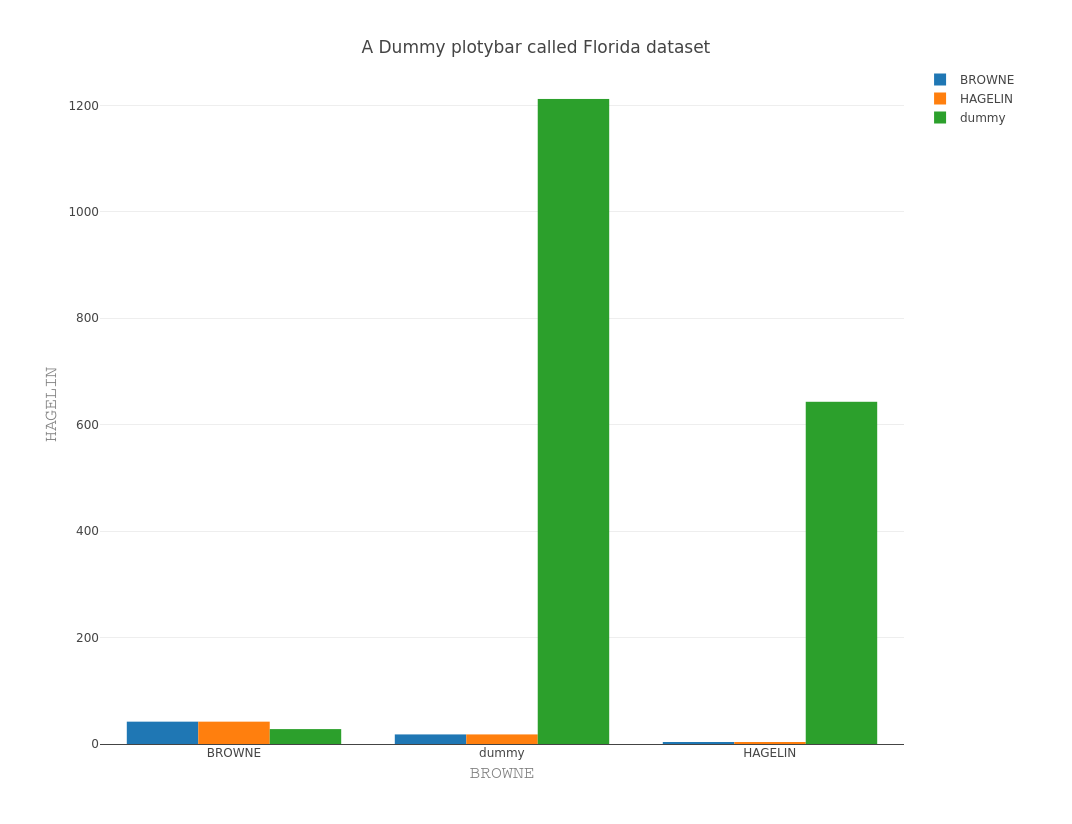 A Dummy plotybar called Florida dataset
BROWNE
HAGELIN
dummy
1200
1000
800
600
400
200
0
HAGELIN
BROWNE
dummy
HAGELIN
BROWNE